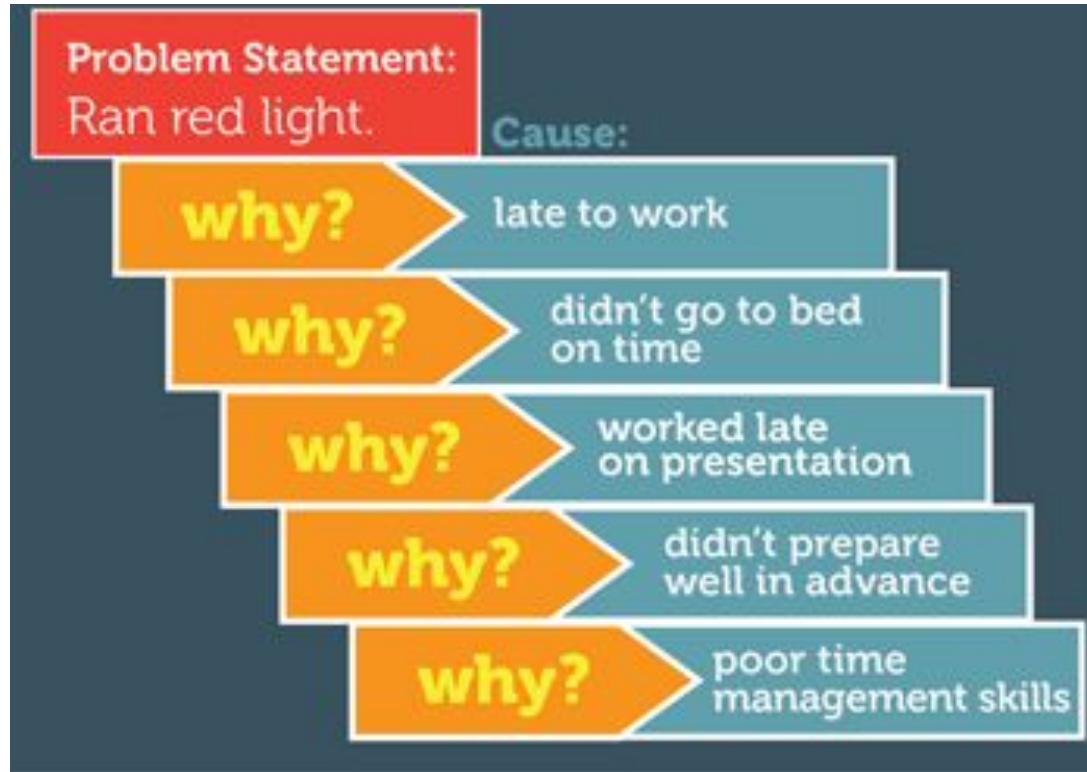 Problem Statement:
Ran red light.
Cause:
why?
late to work
why?
didn't go to bed
on time
why?
worked late
on presentation
why?
didn't prepare
well in advance
why?
poor time
management skills